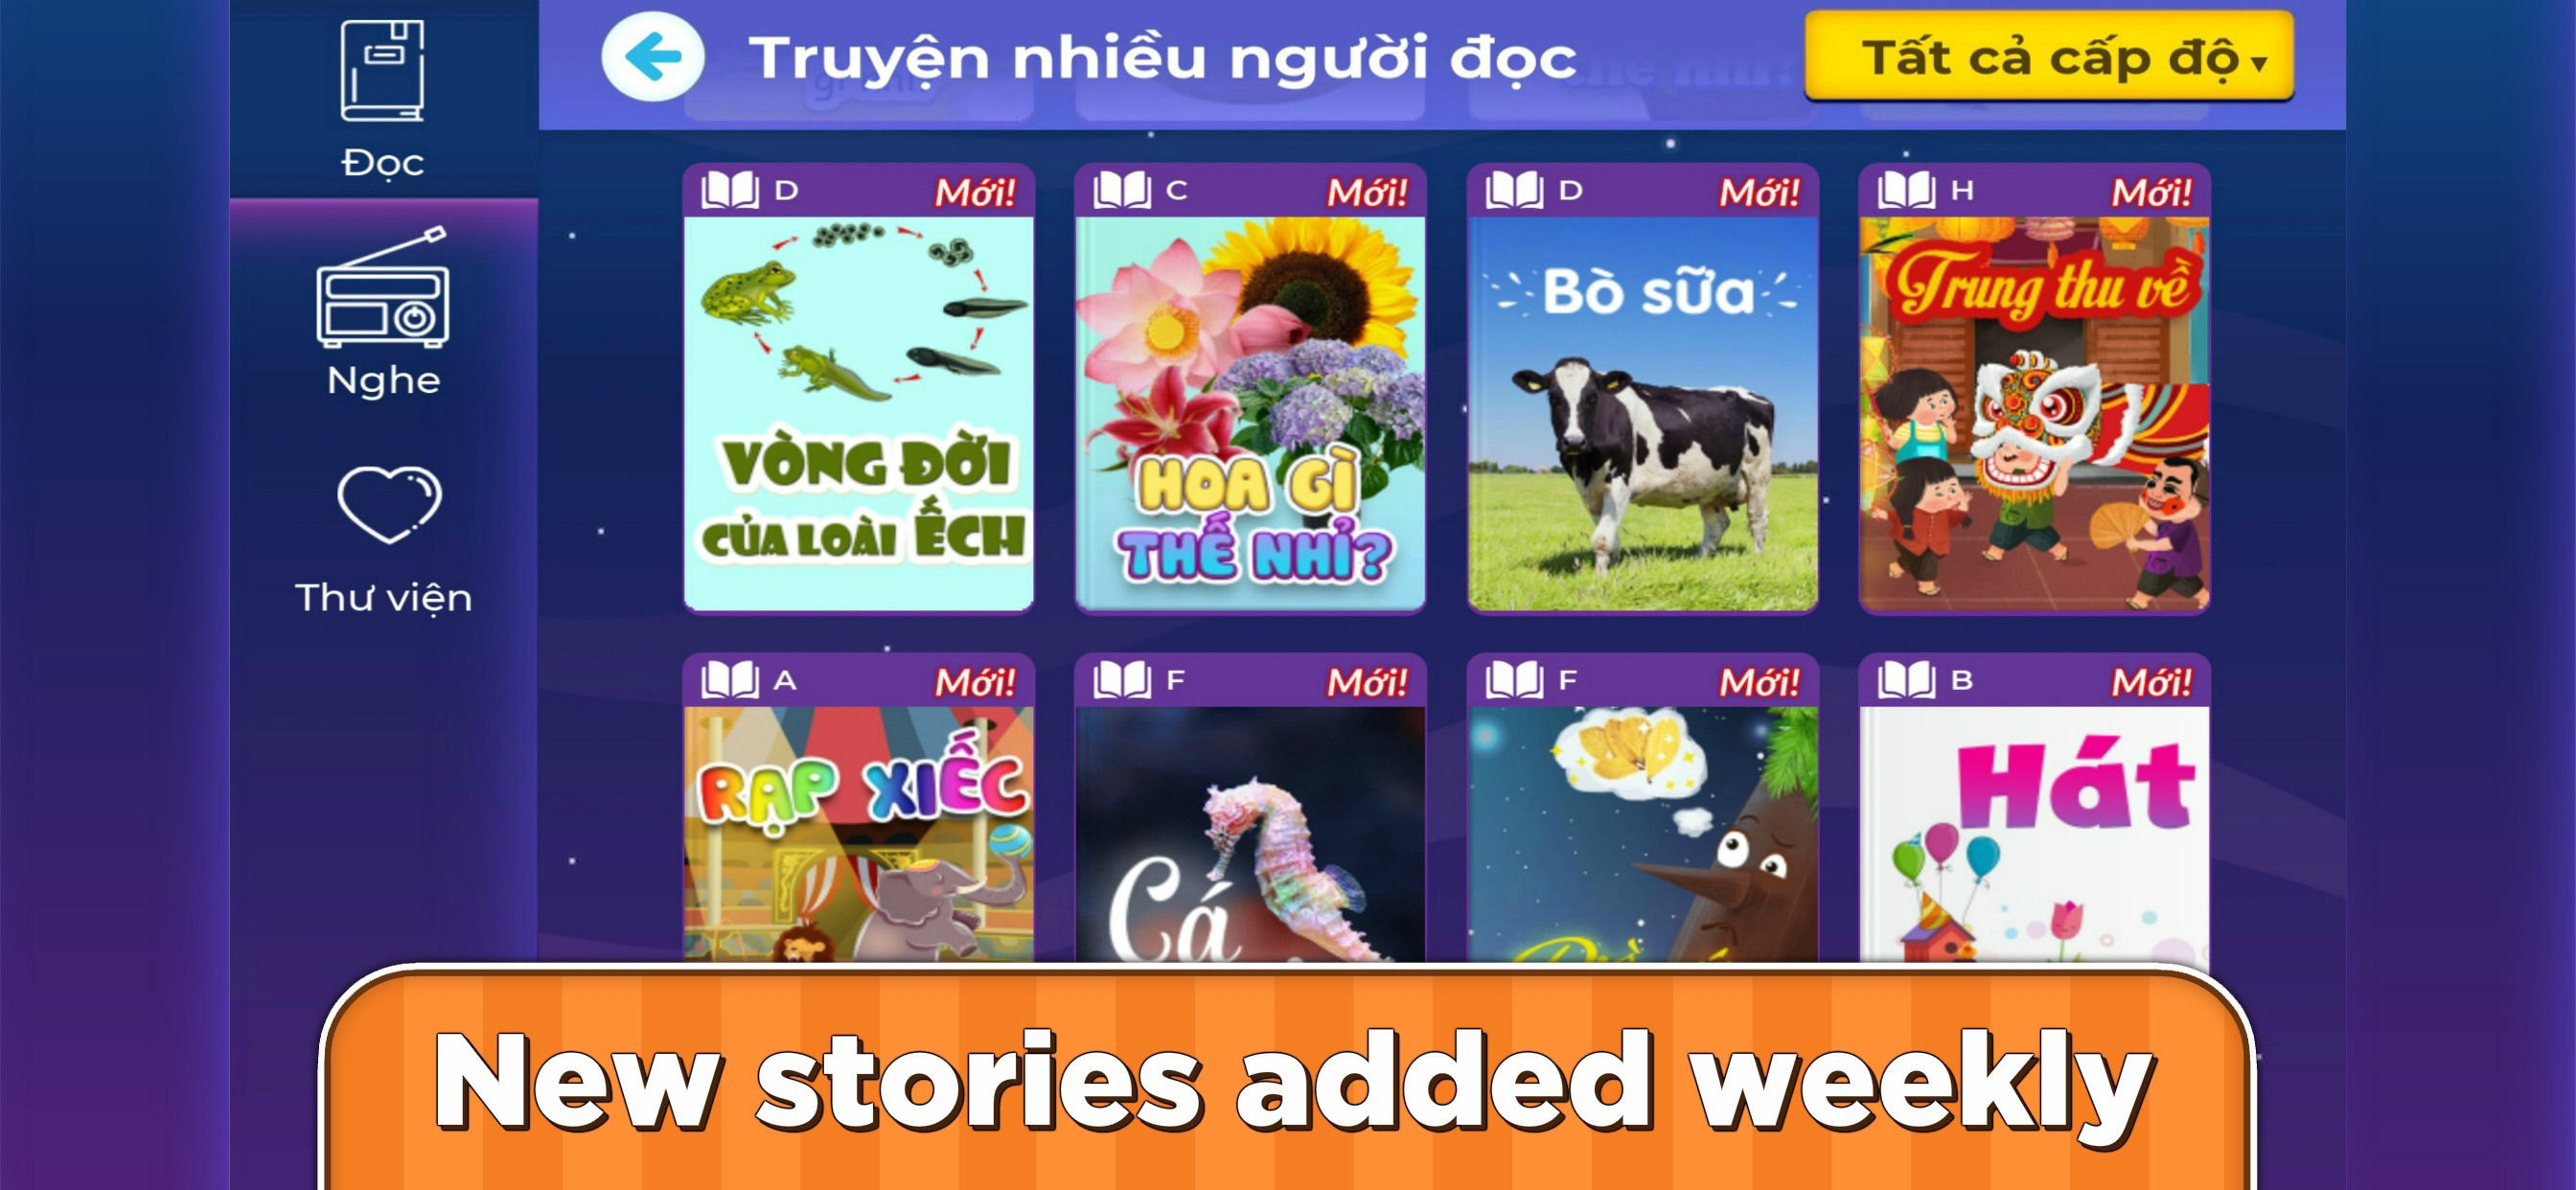 Đọc
Nghe
Thư viện
Truyện nhiều người đọc
Tất cả cấp độ
D Mới!
VÒNG ĐỜI
CỦA LOÀI ẾCH
C Mới!
HOA GÌ
THẾ NHỈ?
D Mới!
Bò sữa
H Mới!
Trung thu về
A Mới!
RẠP XIẾC
F Mới!
Cá
F Mới!
B Mới!
Hát
New stories added weekly